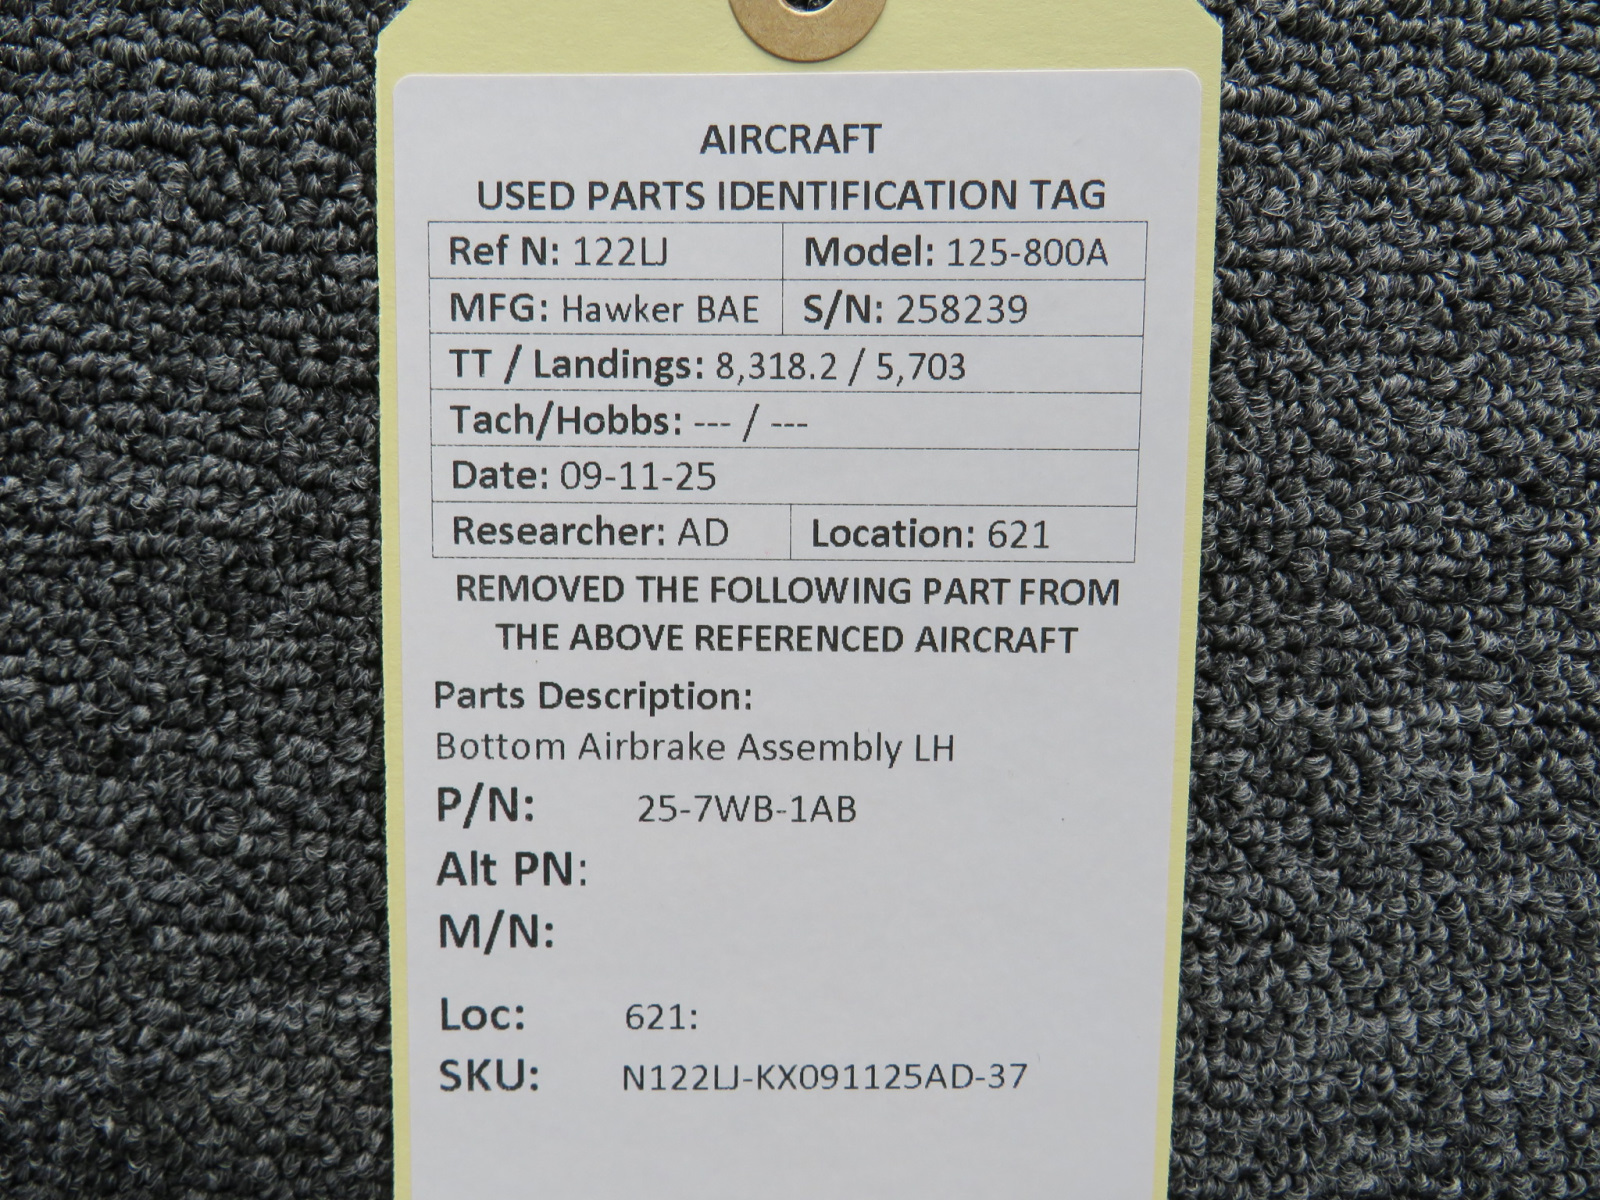 AIRCRAFT
USED PARTS IDENTIFICATION TAG
Ref N: 122LJ Model: 125-800A
MFG: Hawker BAE S/N: 258239
TT / Landings: 8,318.2 / 5,703
Tach/Hobbs: --- / ---
Date: 09-11-25
Researcher: AD Location: 621
REMOVED THE FOLLOWING PART FROM
THE ABOVE REFERENCED AIRCRAFT
Parts Description:
Bottom Airbrake Assembly LH
P/N: 25-7WB-1AB
Alt PN:
M/N:
Loc: 621:
SKU: N122LJ-KX091125AD-37